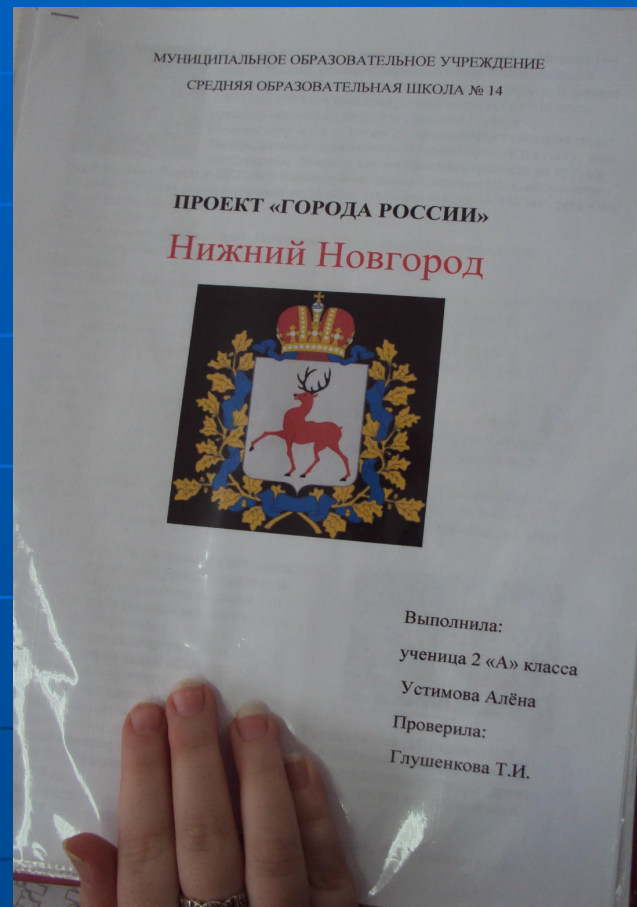 МУНИЦИПАЛЬНОЕ ОБРАЗОВАТЕЛЬНОЕ УЧРЕЖДЕНИЕ
СРЕДНЯЯ ОБРАЗОВАТЕЛЬНАЯ ШКОЛА № 14
ПРОЕКТ «ГОРОДА РОССИИ»
Нижний Новгород
Выполнила:
ученица 2 «А» класса
Устимова Алёна
Проверила:
Глушенкова Т.И.